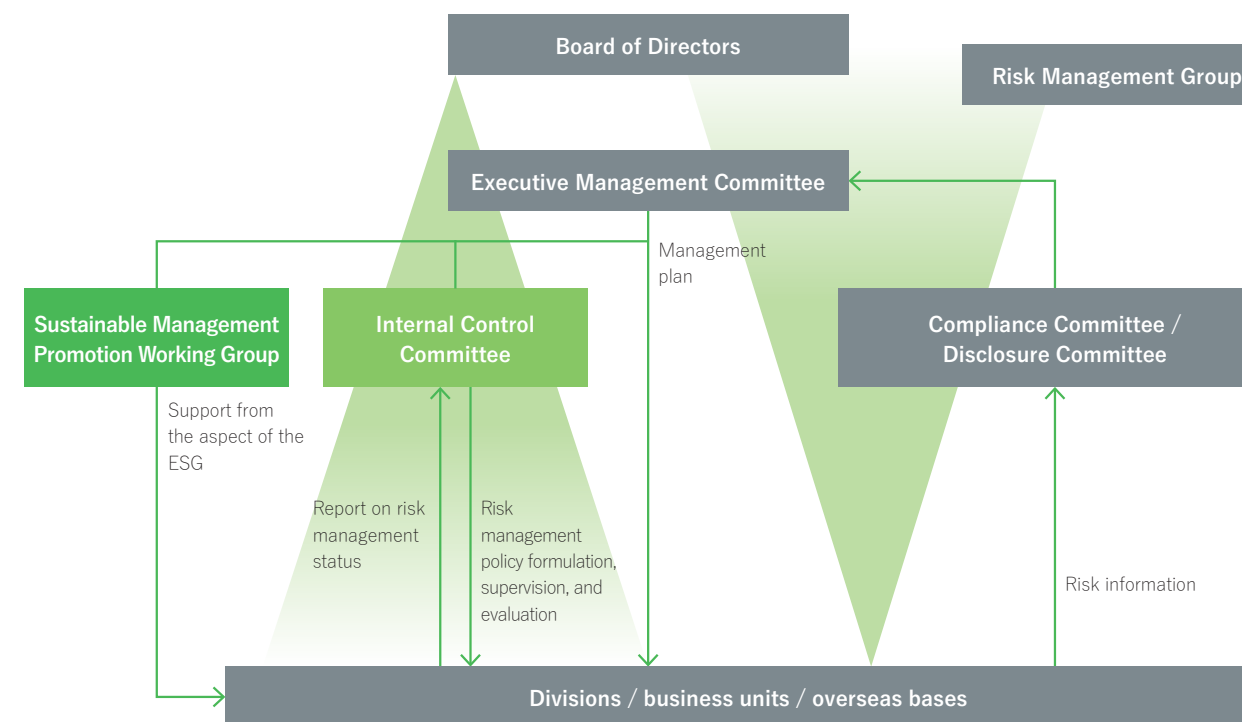 Board of Directors
Risk Management Group
Executive Management Committee
Management
plan
Sustainable Management
Promotion Working Group
Internal Control
Committee
Compliance Committee /
Disclosure Committee
Support from
the aspect of the
ESG
Report on risk
management
status
Risk
management
policy formulation,
supervision, and
evaluation
Risk information
Divisions / business units / overseas bases